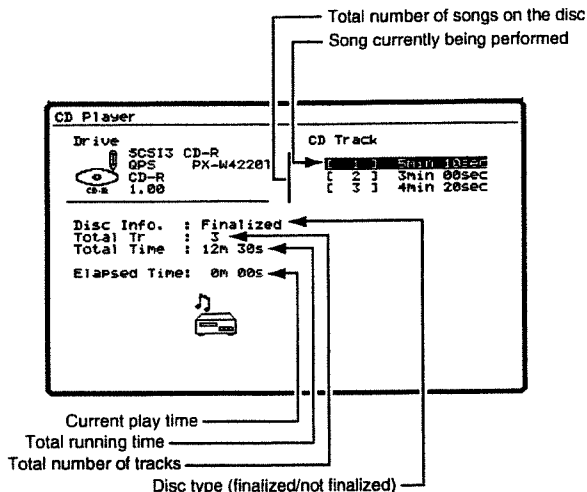 Total number of songs on the disc
Song currently being performed
CD Player
Drive
SCSI3 CD-R
QPS PX-W42201
CD-R
1.00
CD-R
CD Track
[ 1 ] 5min 10sec
[ 2 ] 3min 00sec
[ 3 ] 4min 20sec
Disc Info. : Finalized
Total Tr : 3
Total Time : 12m 30s
Elapsed Time: 0m 00s
Current play time
Total running time
Total number of tracks
Disc type (finalized/not finalized)